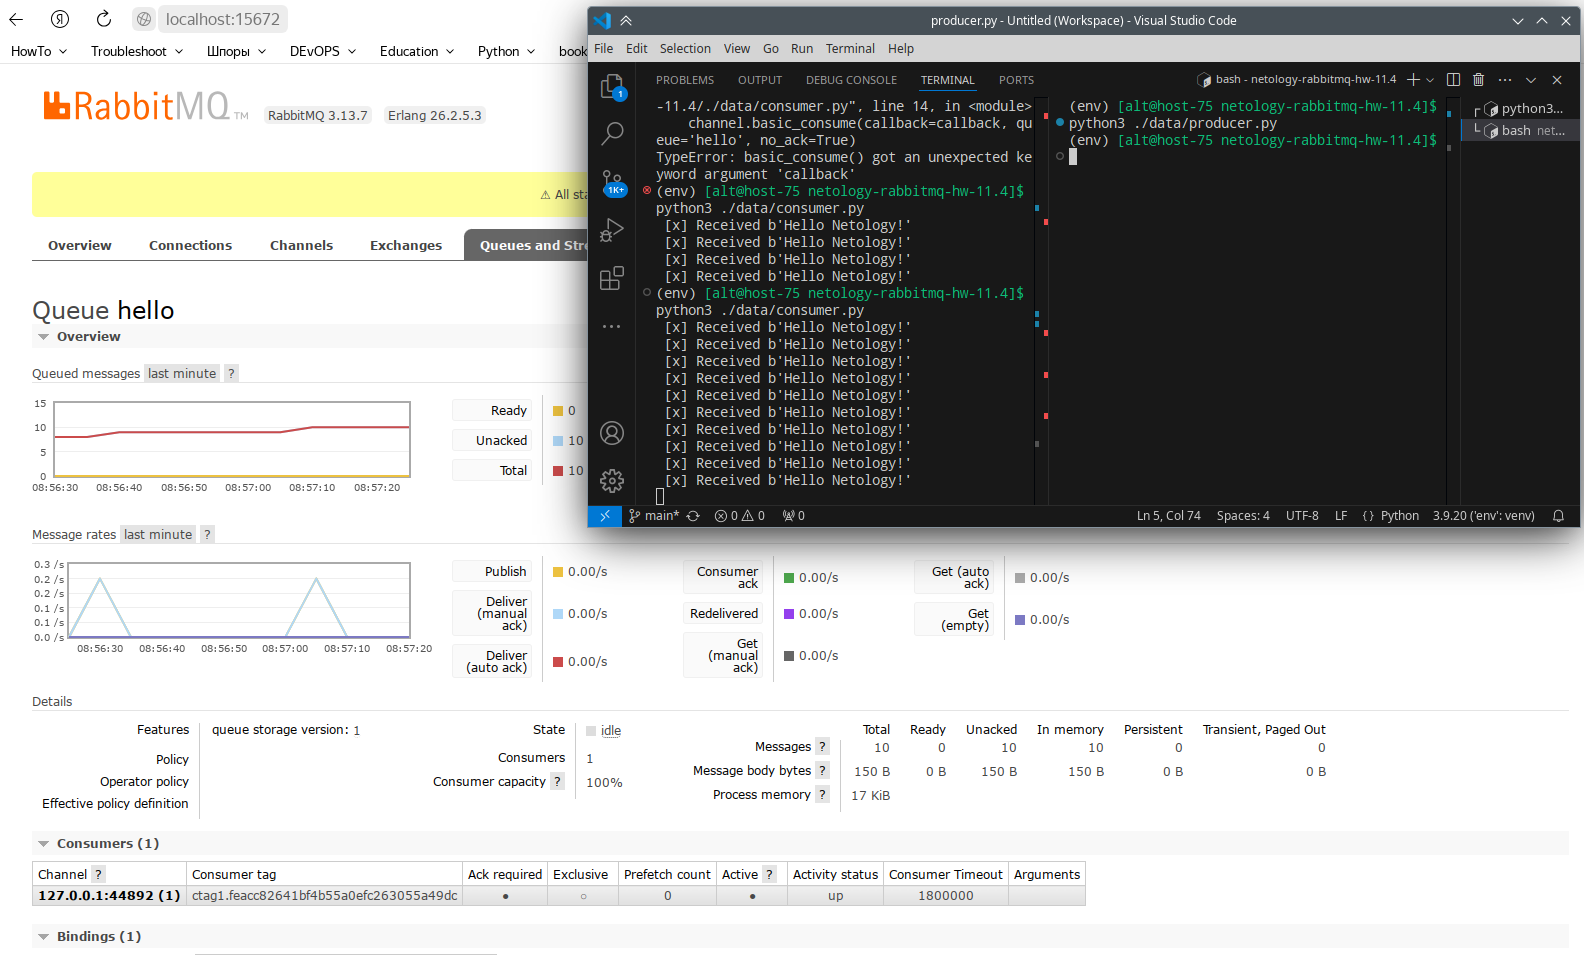 localhost:15672
HowTo
Troubleshoot
Шпоры
DEvOPS
Education
Python
book
RabbitMQ TM
RabbitMQ 3.13.7
Erlang 26.2.5.3
⚠ All sta
Overview
Connections
Channels
Exchanges
Queues and Stre
Queue hello
Overview
Queued messages last minute ?
15
10
5
0
08:56:30 08:56:40 08:56:50 08:57:00 08:57:10 08:57:20
Ready 0
Unacked 10
Total 10
Message rates last minute ?
0.3 /s
0.2 /s
0.2 /s
0.1 /s
0.1 /s
0.0 /s
08:56:30 08:56:40 08:56:50 08:57:00 08:57:10 08:57:20
Publish 0.00/s
Deliver (manual ack) 0.00/s
Deliver (auto ack) 0.00/s
Consumer ack 0.00/s
Redelivered 0.00/s
Get (manual ack) 0.00/s
Get (auto ack) 0.00/s
Get (empty) 0.00/s
Details
Features queue storage version: 1
Policy
Operator policy
Effective policy definition
State idle
Consumers 1
Consumer capacity ? 100%
Total Ready Unacked In memory Persistent Transient, Paged Out
Messages ? 10 0 10 10 0 0
Message body bytes ? 150 B 0 B 150 B 150 B 0 B 0 B
Process memory ? 17 KiB
Consumers (1)
Channel ? Consumer tag Ack required Exclusive Prefetch count Active ? Activity status Consumer Timeout Arguments
127.0.0.1:44892 (1) ctag1.feacc82641bf4b55a0efc263055a49dc ● ○ 0 ● up 1800000
Bindings (1)
producer.py - Untitled (Workspace) - Visual Studio Code
File Edit Selection View Go Run Terminal Help
PROBLEMS OUTPUT DEBUG CONSOLE TERMINAL PORTS
bash - netology-rabbitmq-hw-11.4
1
1K+
-11.4/./data/consumer.py", line 14, in <module>
channel.basic_consume(callback=callback, qu
eue='hello', no_ack=True)
TypeError: basic_consume() got an unexpected ke
yword argument 'callback'
(env) [alt@host-75 netology-rabbitmq-hw-11.4]$
python3 ./data/consumer.py
[x] Received b'Hello Netology!'
[x] Received b'Hello Netology!'
[x] Received b'Hello Netology!'
[x] Received b'Hello Netology!'
(env) [alt@host-75 netology-rabbitmq-hw-11.4]$
python3 ./data/consumer.py
[x] Received b'Hello Netology!'
[x] Received b'Hello Netology!'
[x] Received b'Hello Netology!'
[x] Received b'Hello Netology!'
[x] Received b'Hello Netology!'
[x] Received b'Hello Netology!'
[x] Received b'Hello Netology!'
[x] Received b'Hello Netology!'
[x] Received b'Hello Netology!'
[x] Received b'Hello Netology!'
(env) [alt@host-75 netology-rabbitmq-hw-11.4]$
python3 ./data/producer.py
(env) [alt@host-75 netology-rabbitmq-hw-11.4]$
python3...
bash net...
main* 0 0 0
Ln 5, Col 74 Spaces: 4 UTF-8 LF {} Python 3.9.20 ('env': venv)